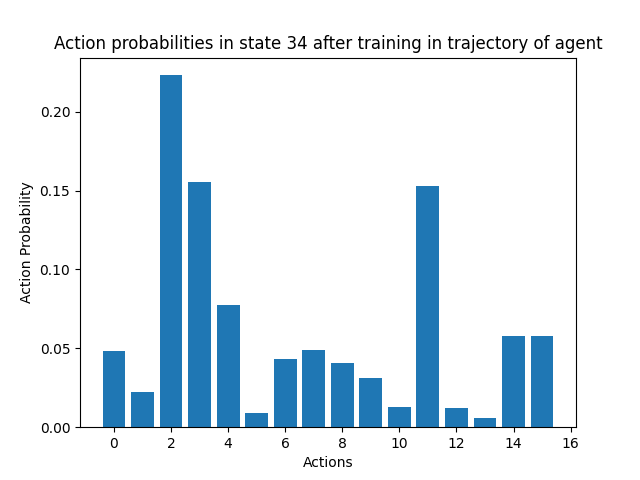 Action probabilities in state 34 after training in trajectory of agent
0.20
0.15
0.10
0.05
0.00
Action Probability
0 2 4 6 8 10 12 14 16
Actions